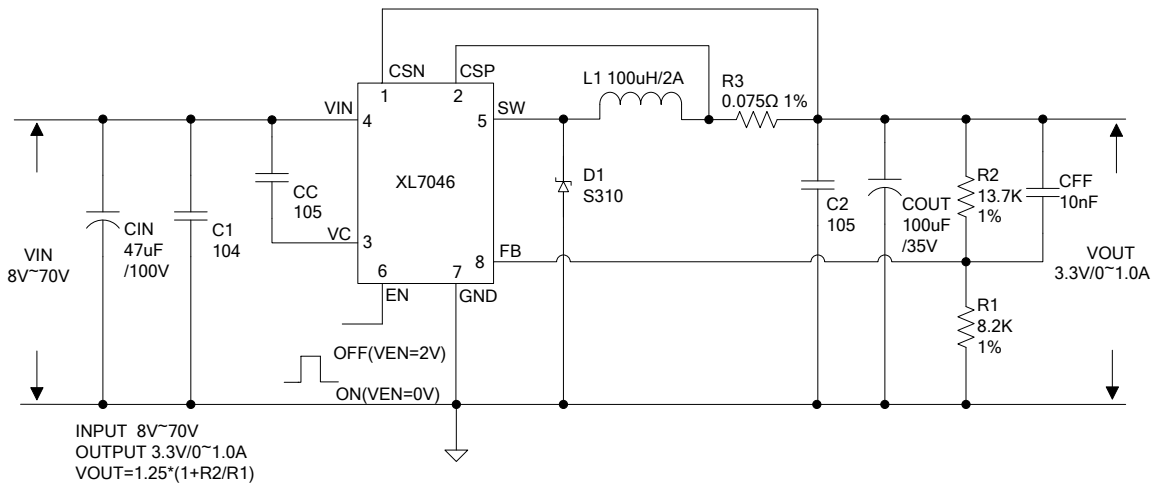 CSN
CSP
1
2
L1 100uH/2A
R3
0.075Ω 1%
VIN
4
SW
5
XL7046
CC
105
D1
S310
C2
105
COUT
100uF
/35V
R2
13.7K
1%
CFF
10nF
CIN
47uF
/100V
C1
104
VC
3
FB
8
VIN
8V~70V
VOUT
3.3V/0~1.0A
6
7
EN
GND
R1
8.2K
1%
OFF(VEN=2V)
ON(VEN=0V)
INPUT 8V~70V
OUTPUT 3.3V/0~1.0A
VOUT=1.25*(1+R2/R1)